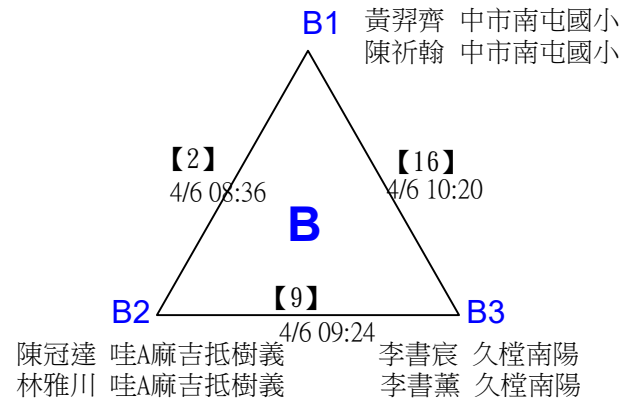 B1 黃羿齊 中市南屯國小
陳祈翰 中市南屯國小
【2】 【16】
4/6 08:36 4/6 10:20
B
B2 【9】 B3
4/6 09:24
陳冠達 哇A麻吉抵樹義 李書宸 久樘南陽
林雅川 哇A麻吉抵樹義 李書薰 久樘南陽